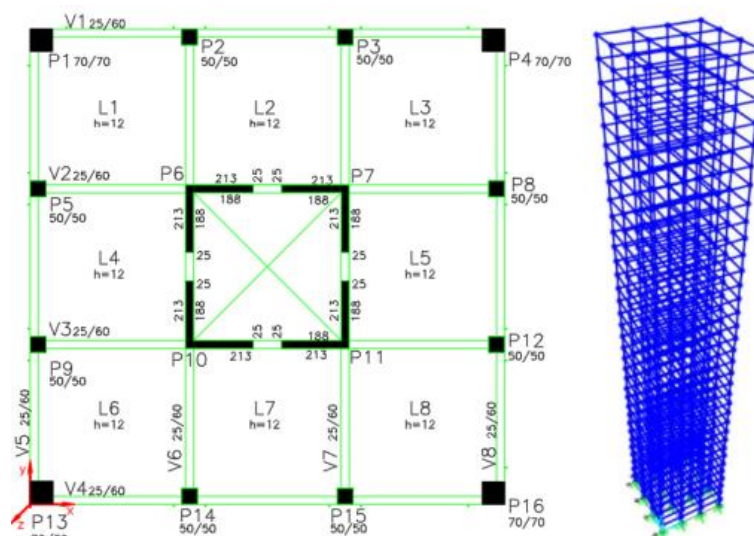 V1 25/60
P1 70/70
P2
50/50
P3
50/50
P4 70/70
L1
h=12
L2
h=12
L3
h=12
V2 25/60
P5
50/50
P6
213
25
25
213
P7
188
188
P8
50/50
213
188
188
213
L4
h=12
25
25
L5
h=12
25
25
213
188
188
213
V3 25/60
P9
50/50
P10
25
25
188
213
213
P11
P12
50/50
L6
h=12
L7
h=12
L8
h=12
V5 25/60
V6 25/60
V7 25/60
V8 25/60
y
x
z
V4 25/60
P13
P14
50/50
P15
50/50
P16
70/70